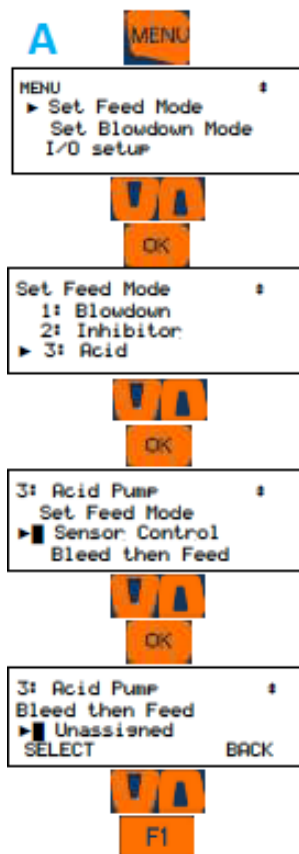 A
MENU
MENU
Set Feed Mode
Set Blowdown Mode
I/O setup
OK
Set Feed Mode
1: Blowdown
2: Inhibitor
3: Acid
OK
3: Acid Pump
Set Feed Mode
Sensor Control
Bleed then Feed
OK
3: Acid Pump
Bleed then Feed
Unassigned
SELECT BACK
F1